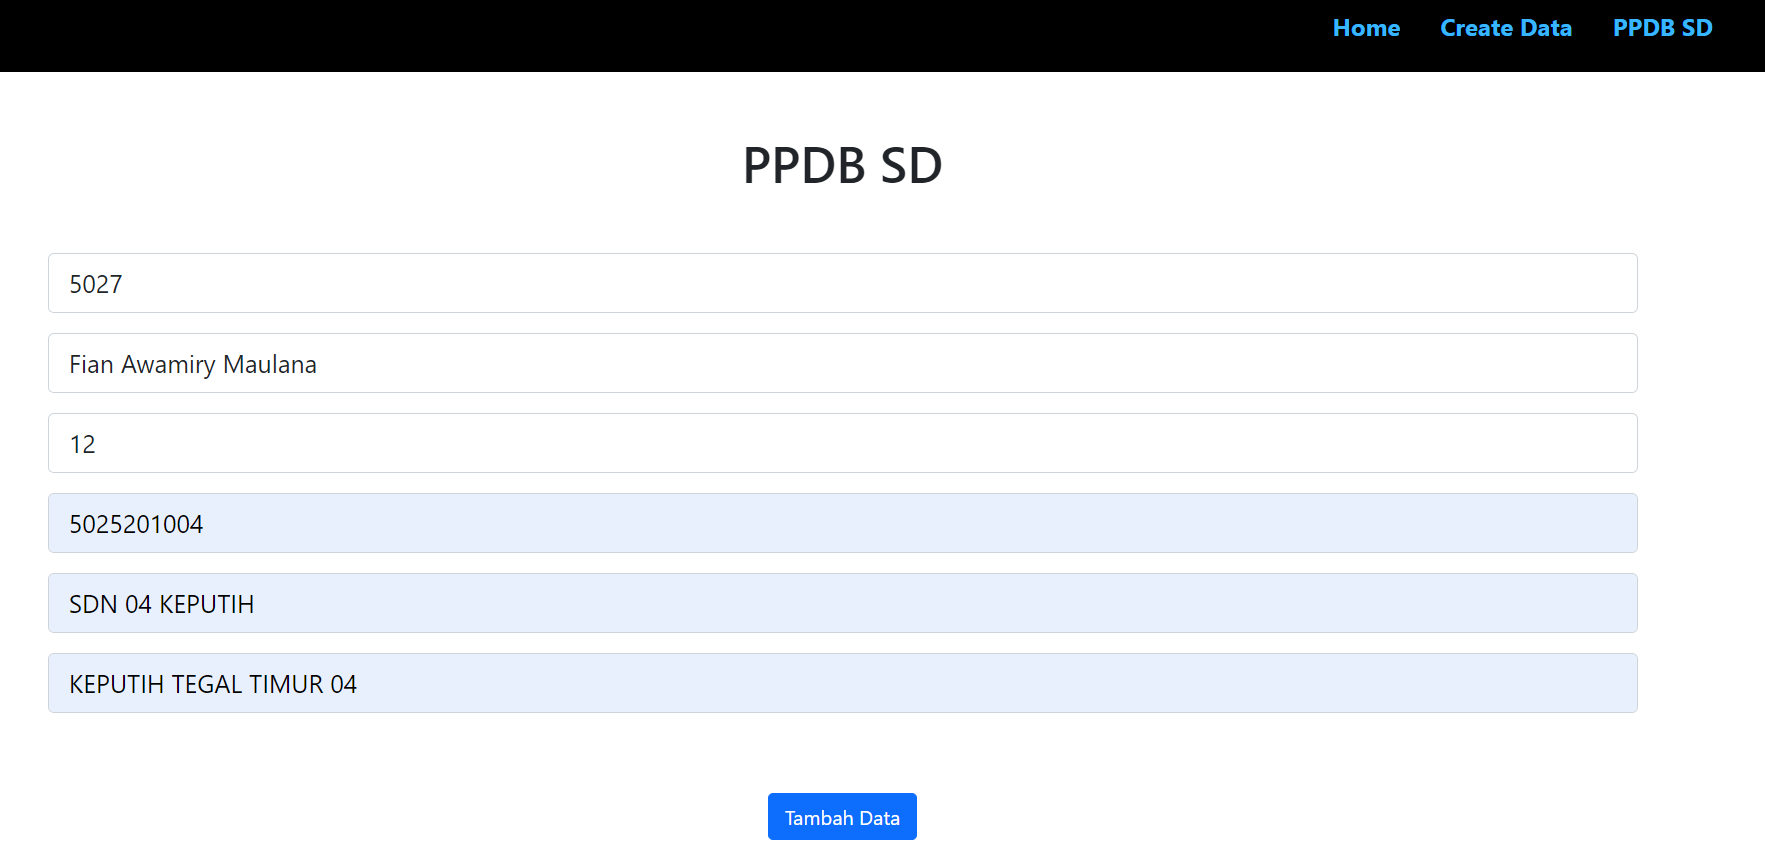 Home Create Data PPDB SD
PPDB SD
5027
Fian Awamiry Maulana
12
5025201004
SDN 04 KEPUTIH
KEPUTIH TEGAL TIMUR 04
Tambah Data